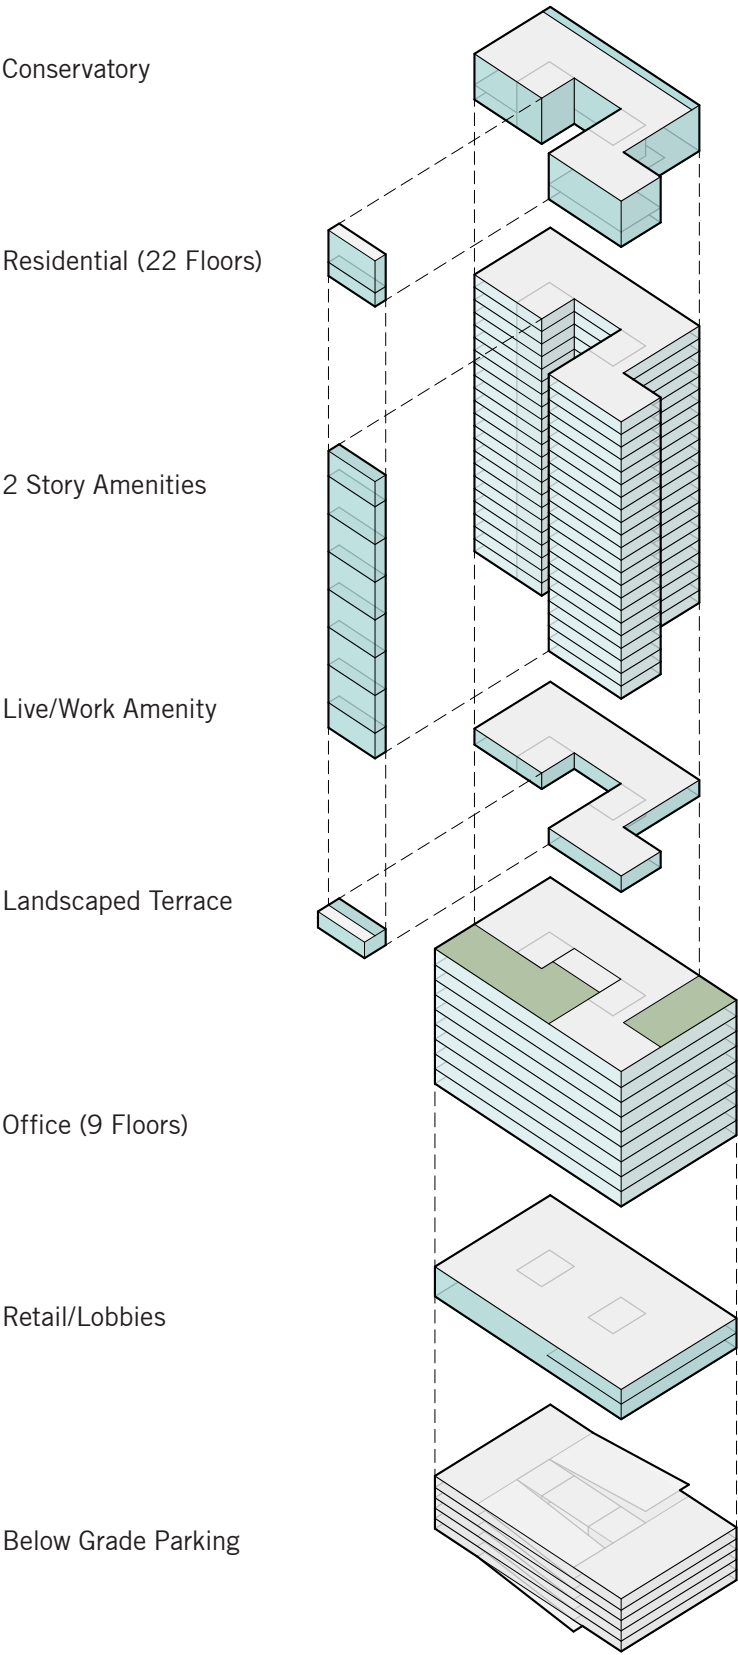 Conservatory
Residential (22 Floors)
2 Story Amenities
Live/Work Amenity
Landscaped Terrace
Office (9 Floors)
Retail/Lobbies
Below Grade Parking